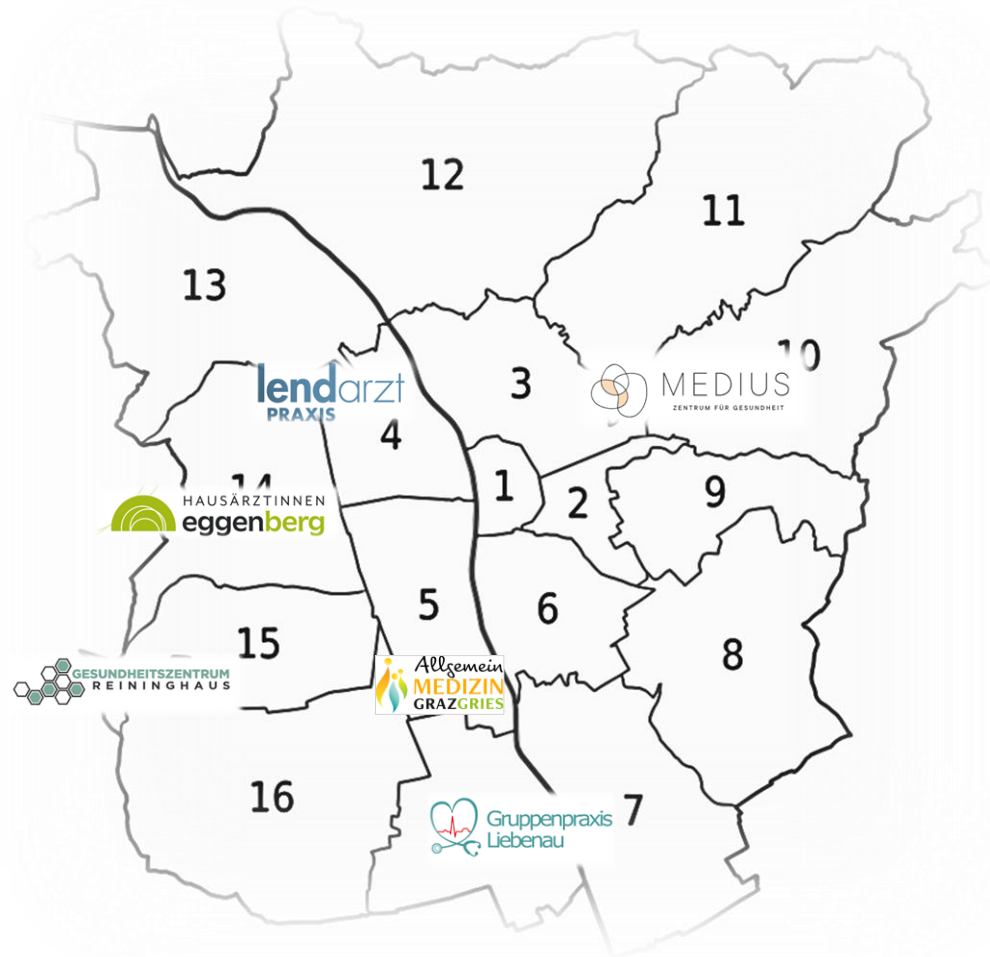 12
11
13
10
lendarzt
PRAXIS
3
MEDIUS
ZENTRUM FÜR GESUNDHEIT
4
14
HAUSÄRZTINNEN
eggenberg
1
2
9
5
6
15
8
GESUNDHEITSZENTRUM
REININGHAUS
Allgemein
MEDIZIN
GRAZGRIES
16
7
Gruppenpraxis
Liebenau